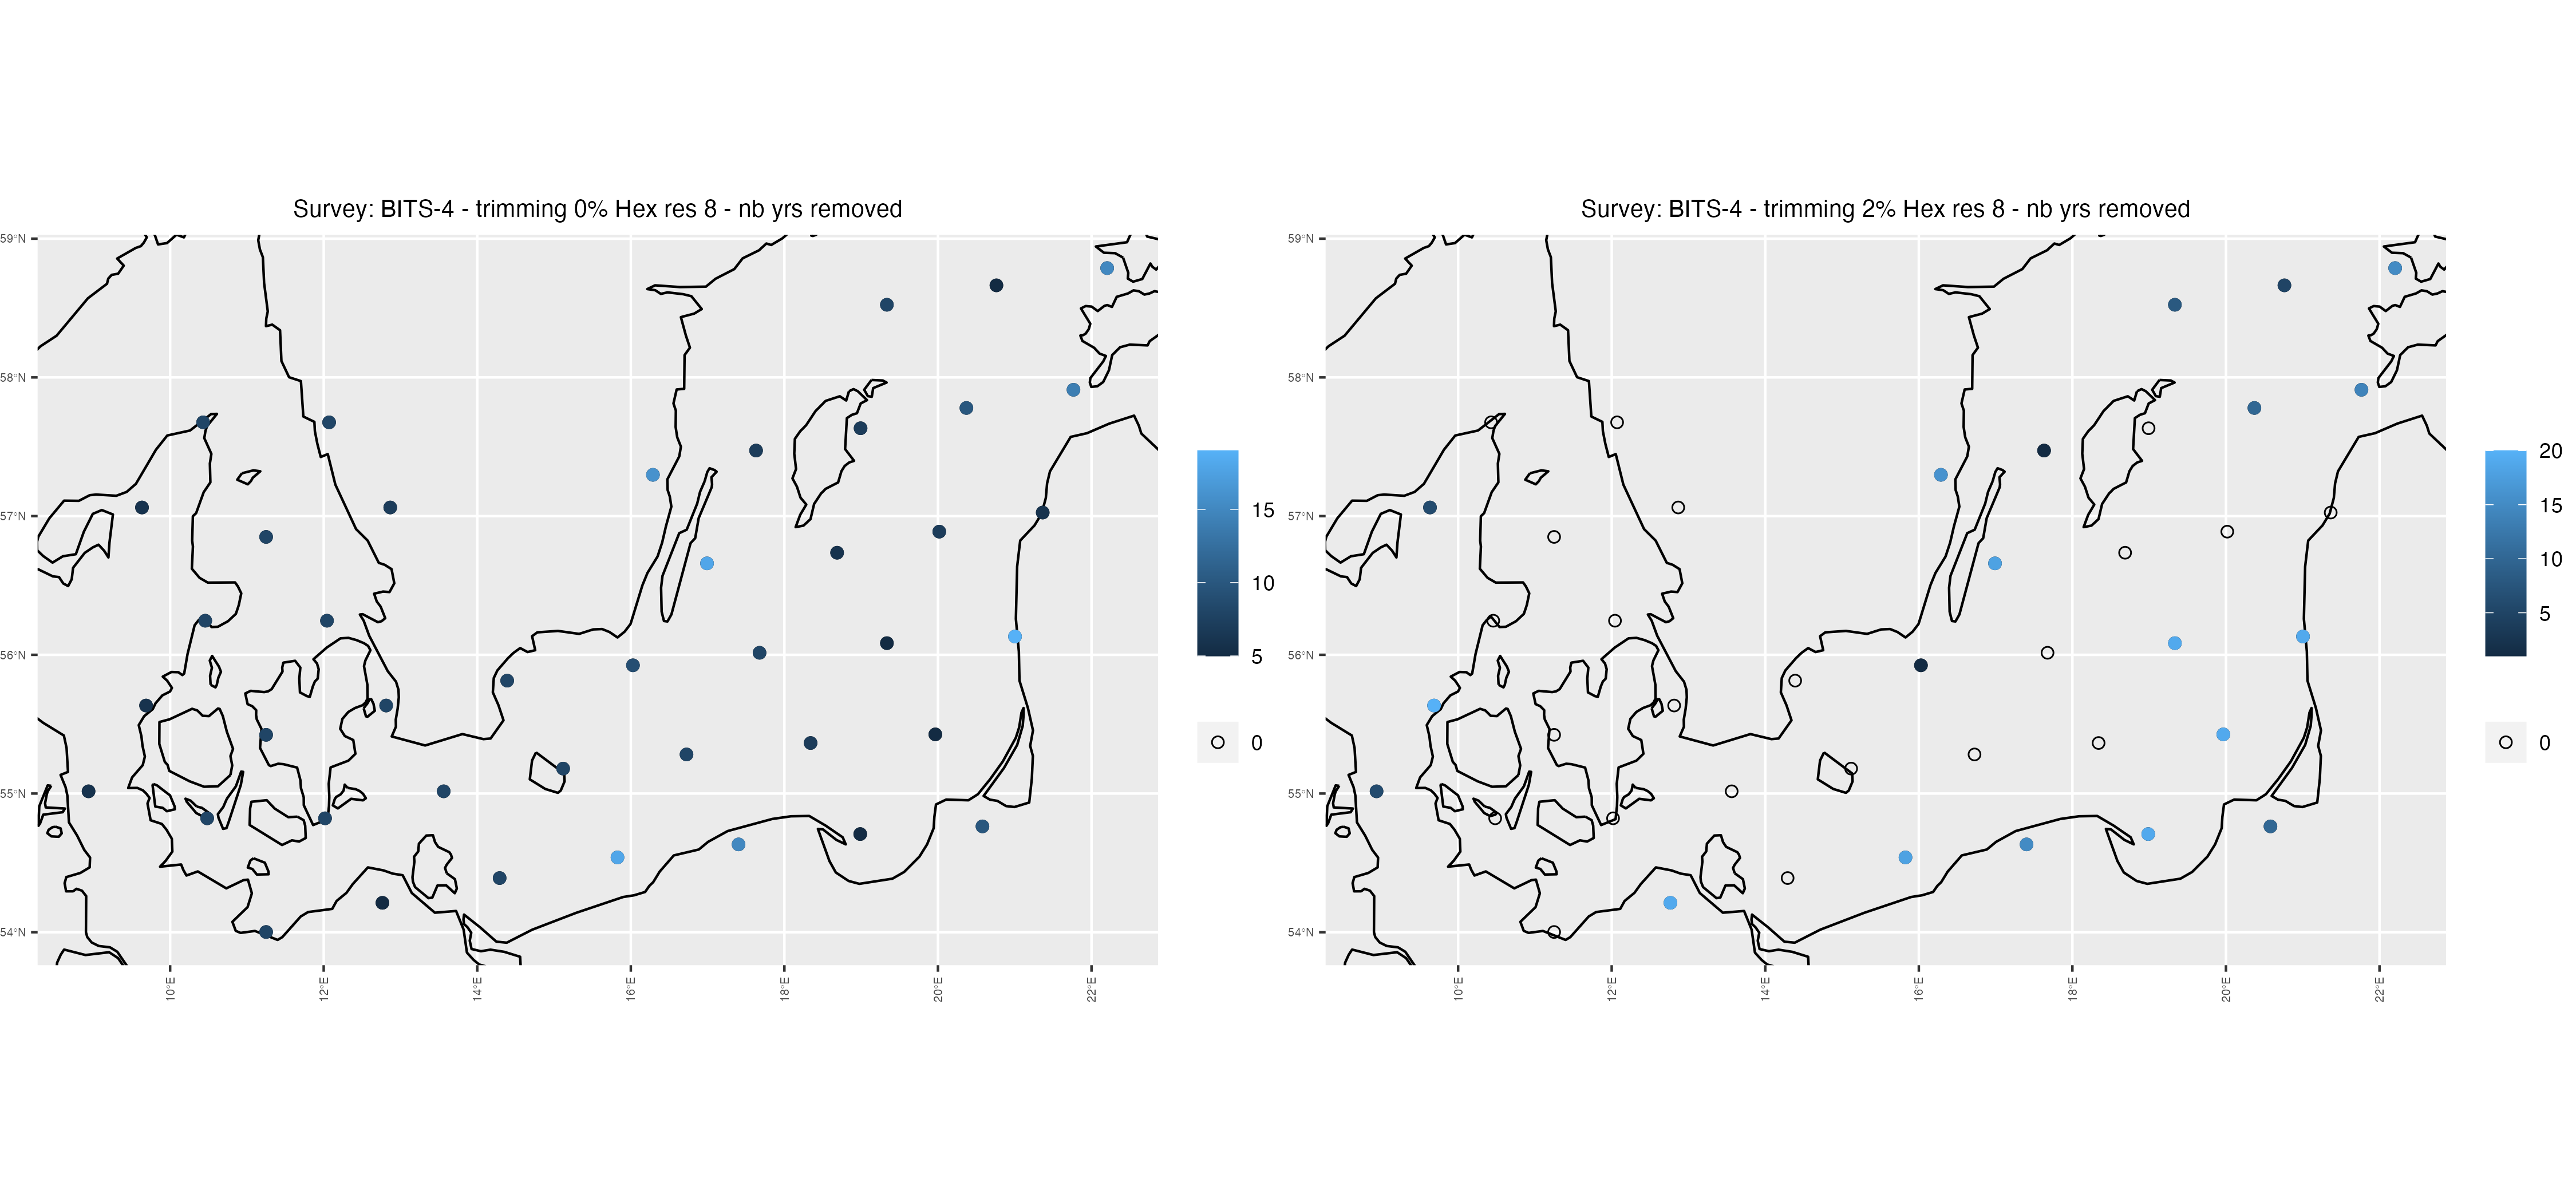 Survey: BITS-4 - trimming 0% Hex res 8 - nb yrs removed
59°N
58°N
57°N
56°N
55°N
54°N
10°E
12°E
14°E
16°E
18°E
20°E
22°E
15
10
5
0
Survey: BITS-4 - trimming 2% Hex res 8 - nb yrs removed
59°N
58°N
57°N
56°N
55°N
54°N
10°E
12°E
14°E
16°E
18°E
20°E
22°E
20
15
10
5
0